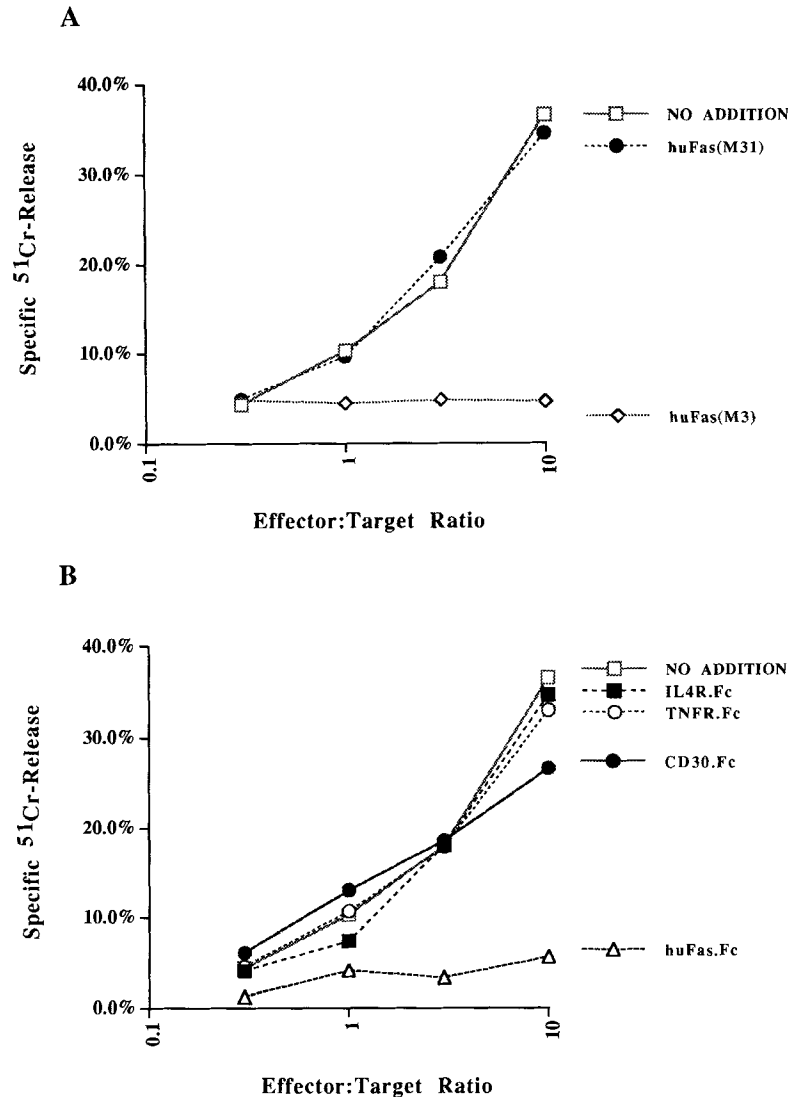 A
40.0%
30.0%
20.0%
10.0%
0.0%
Specific 51Cr-Release
0.1
1
10
Effector:Target Ratio
NO ADDITION
huFas(M31)
huFas(M3)
B
40.0%
30.0%
20.0%
10.0%
0.0%
Specific 51Cr-Release
0.1
1
10
Effector:Target Ratio
NO ADDITION
IL4R.Fc
TNFR.Fc
CD30.Fc
huFas.Fc